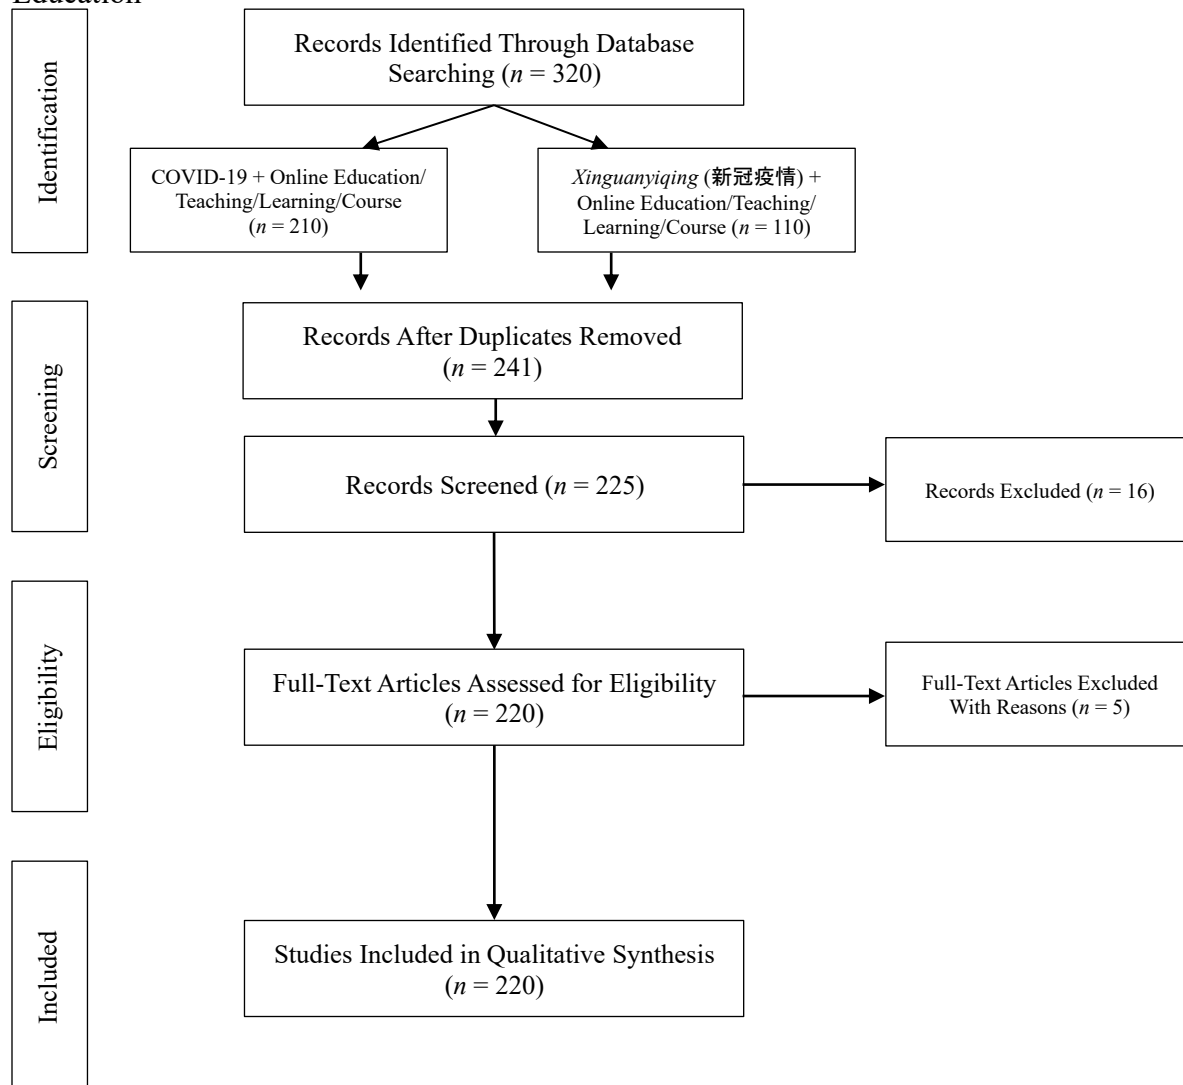 Education
Identification
Records Identified Through Database
Searching (n = 320)
COVID-19 + Online Education/
Teaching/Learning/Course
(n = 210)
Xinguanyiqing (新冠疫情) +
Online Education/Teaching/
Learning/Course (n = 110)
Screening
Records After Duplicates Removed
(n = 241)
Records Screened (n = 225)
Records Excluded (n = 16)
Eligibility
Full-Text Articles Assessed for Eligibility
(n = 220)
Full-Text Articles Excluded
With Reasons (n = 5)
Included
Studies Included in Qualitative Synthesis
(n = 220)